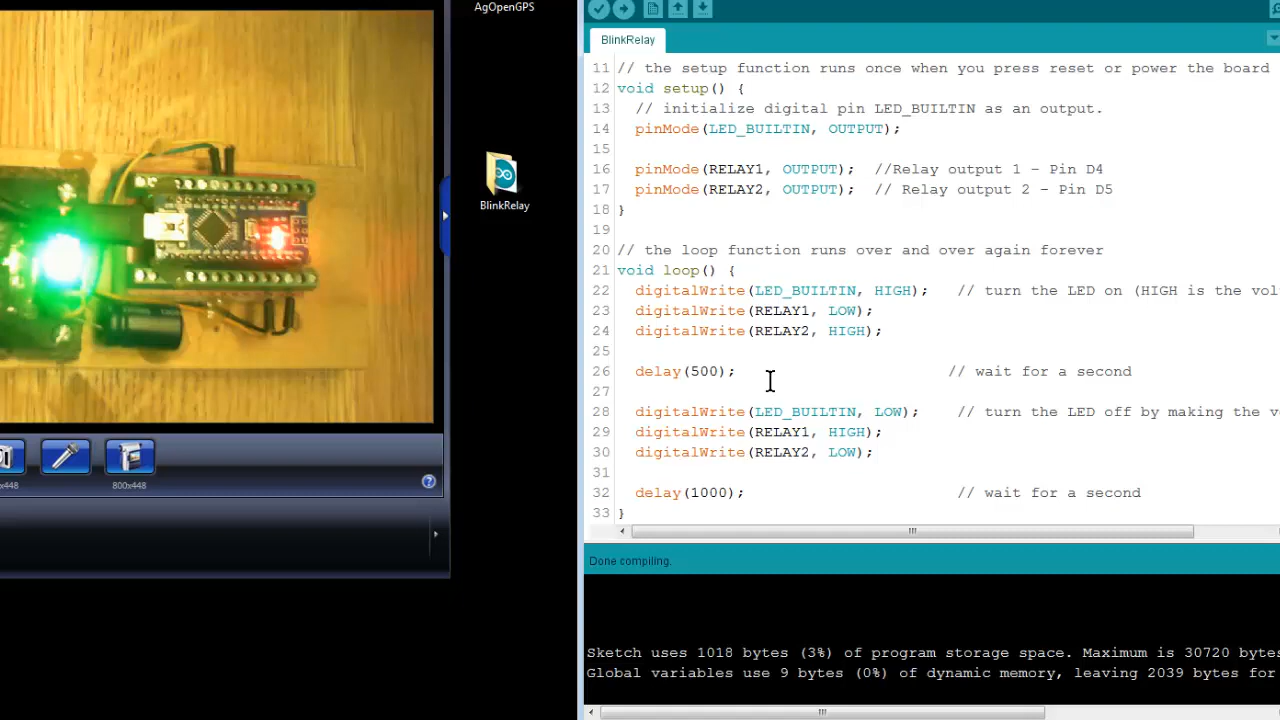 AgOpenGPS
BlinkRelay
BlinkRelay
11 // the setup function runs once when you press reset or power the board
12 void setup() {
13 // initialize digital pin LED_BUILTIN as an output.
14 pinMode(LED_BUILTIN, OUTPUT);
15
16 pinMode(RELAY1, OUTPUT); //Relay output 1 - Pin D4
17 pinMode(RELAY2, OUTPUT); // Relay output 2 - Pin D5
18 }
19
20 // the loop function runs over and over again forever
21 void loop() {
22 digitalWrite(LED_BUILTIN, HIGH); // turn the LED on (HIGH is the vol
23 digitalWrite(RELAY1, LOW);
24 digitalWrite(RELAY2, HIGH);
25
26 delay(500); // wait for a second
27
28 digitalWrite(LED_BUILTIN, LOW); // turn the LED off by making the v
29 digitalWrite(RELAY1, HIGH);
30 digitalWrite(RELAY2, LOW);
31
32 delay(1000); // wait for a second
33 }
x448
800x448
Done compiling.
Sketch uses 1018 bytes (3%) of program storage space. Maximum is 30720 bytes
Global variables use 9 bytes (0%) of dynamic memory, leaving 2039 bytes for